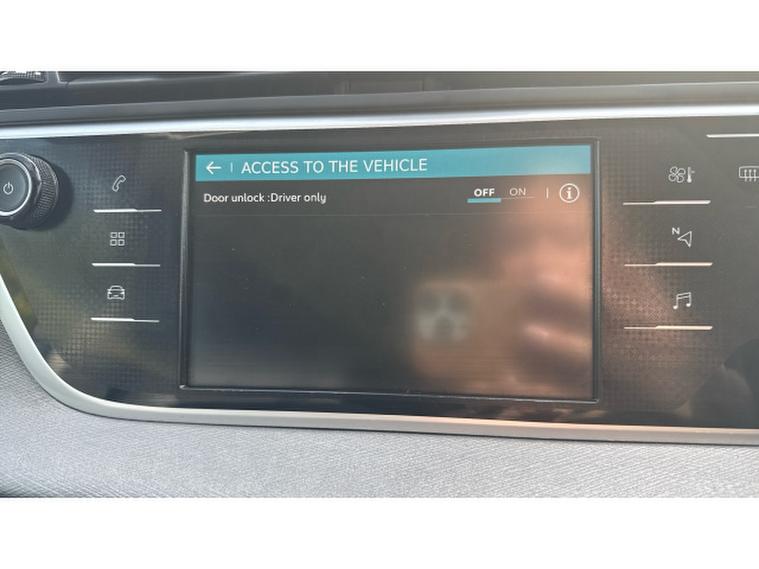 ACCESS TO THE VEHICLE
Door unlock :Driver only OFF ON
N